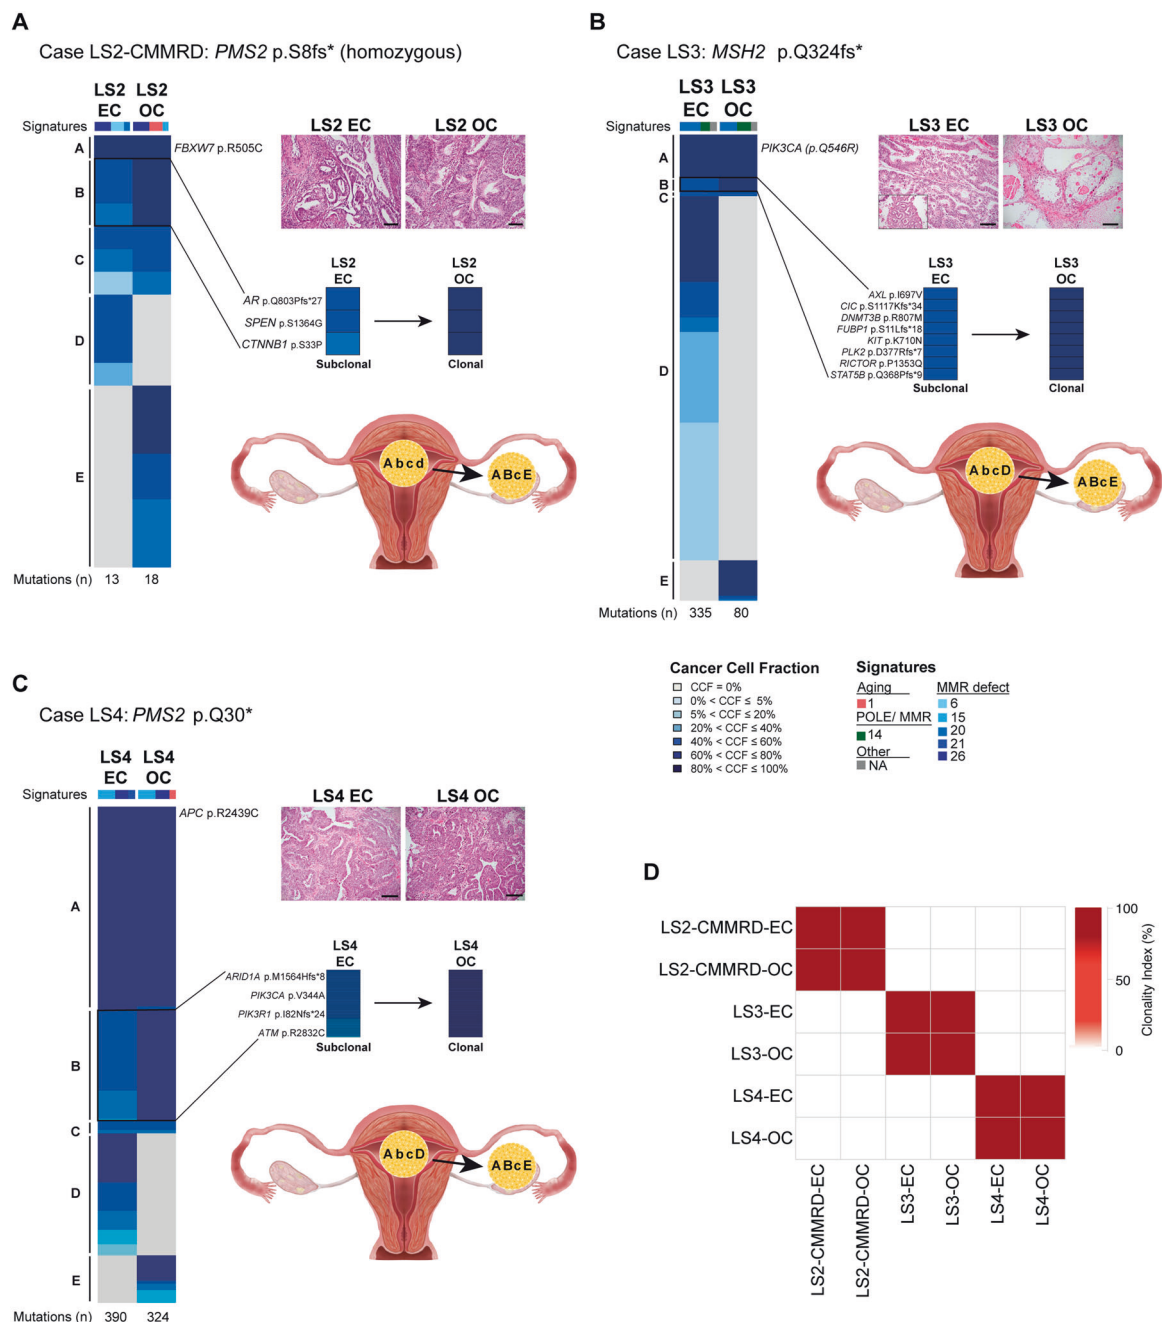 A
Case LS2-CMMRD: PMS2 p.S8fs* (homozygous)
LS2 LS2
EC OC
Signatures
A
FBXW7 p.R505C
B
C
D
E
Mutations (n) 13 18
LS2 EC LS2 OC
LS2 LS2
EC OC
AR p.Q803Pfs*27
SPEN p.S1364G
CTNNB1 p.S33P
Subclonal Clonal
Abcd
ABcE
B
Case LS3: MSH2 p.Q324fs*
LS3 LS3
EC OC
Signatures
A
PIK3CA (p.Q546R)
B
C
D
E
Mutations (n) 335 80
LS3 EC LS3 OC
LS3 LS3
EC OC
AXL p.I697V
CIC p.S1117Kfs*34
DNMT3B p.R807M
FUBP1 p.S11Lfs*18
KIT p.K710N
PLK2 p.D377Rfs*7
RICTOR p.P1353Q
STAT5B p.Q368Pfs*9
Subclonal Clonal
AbcD
ABcE
Cancer Cell Fraction
CCF = 0%
0% < CCF ≤ 5%
5% < CCF ≤ 20%
20% < CCF ≤ 40%
40% < CCF ≤ 60%
60% < CCF ≤ 80%
80% < CCF ≤ 100%
Signatures
Aging
1
POLE/ MMR
14
Other
NA
MMR defect
6
15
20
21
26
C
Case LS4: PMS2 p.Q30*
LS4 LS4
EC OC
Signatures
A
APC p.R2439C
B
C
D
E
Mutations (n) 390 324
LS4 EC LS4 OC
LS4 LS4
EC OC
ARID1A p.M1564Hfs*8
PIK3CA p.V344A
PIK3R1 p.I82Nfs*24
ATM p.R2832C
Subclonal Clonal
AbcD
ABcE
D
LS2-CMMRD-EC
LS2-CMMRD-OC
LS3-EC
LS3-OC
LS4-EC
LS4-OC
LS2-CMMRD-EC
LS2-CMMRD-OC
LS3-EC
LS3-OC
LS4-EC
LS4-OC
100
50
0
Clonality Index (%)